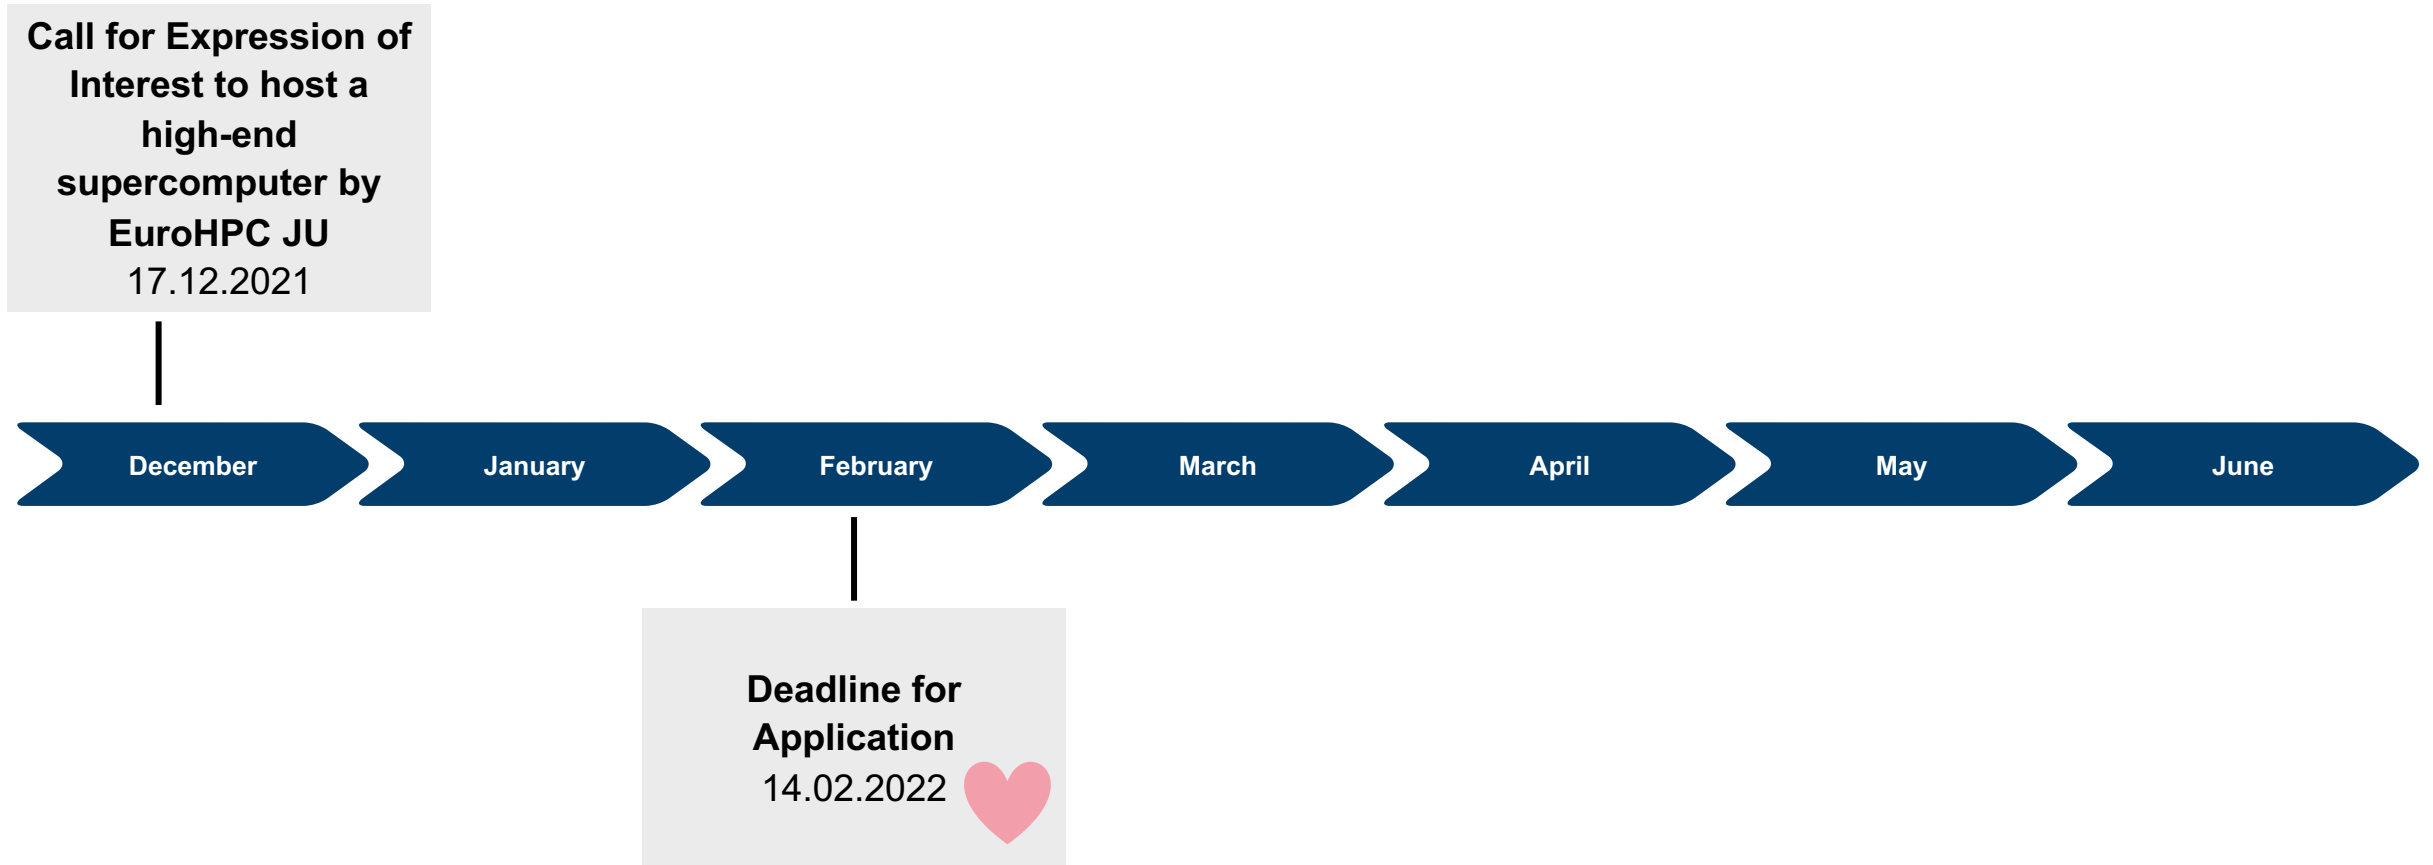 Call for Expression of
Interest to host a
high-end
supercomputer by
EuroHPC JU
17.12.2021
December
January
February
March
April
May
June
Deadline for
Application
14.02.2022